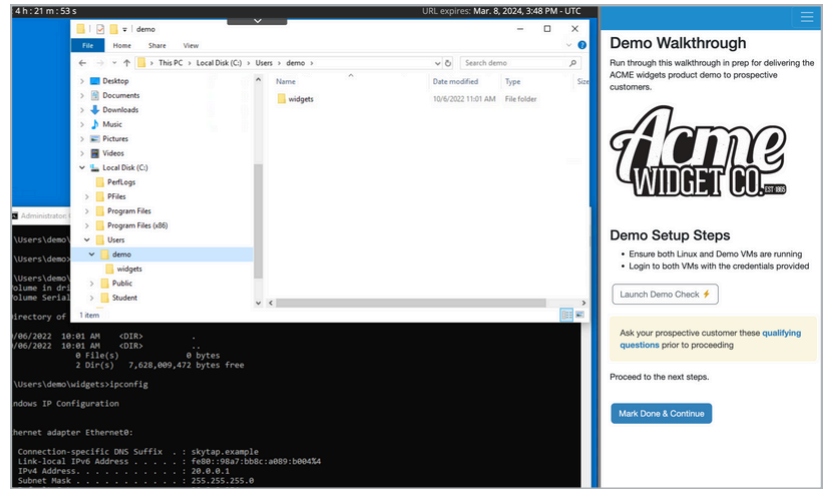 4 h : 21 m : 53 s
URL expires: Mar. 8, 2024, 3:48 PM - UTC
demo
File Home Share View
This PC > Local Disk (C:) > Users > demo >
Search demo
Desktop
Documents
Downloads
Music
Pictures
Videos
Local Disk (C:)
PerfLogs
PFiles
Program Files
Program Files (x86)
Users
demo
widgets
Public
Student
Name Date modified Type Size
widgets 10/6/2022 11:01 AM File folder
1 item
Administrator:
\Users\demo\
\Users\demo>
\Users\demo\
olume in dri
olume Serial
irectory of
/06/2022 10:01 AM <DIR> .
/06/2022 10:01 AM <DIR> ..
0 File(s) 0 bytes
2 Dir(s) 7,628,009,472 bytes free
\Users\demo\widgets>ipconfig
ndows IP Configuration
hernet adapter Ethernet0:
Connection-specific DNS Suffix . : skytap.example
Link-local IPv6 Address . . . . . : fe80::98a7:bb8c:a089:b004%4
IPv4 Address. . . . . . . . . . . : 20.0.0.1
Subnet Mask . . . . . . . . . . . : 255.255.255.0
Demo Walkthrough
Run through this walkthrough in prep for delivering the
ACME widgets product demo to prospective
customers.
Acme
WIDGET CO. EST 1865
Demo Setup Steps
• Ensure both Linux and Demo VMs are running
• Login to both VMs with the credentials provided
Launch Demo Check ⚡
Ask your prospective customer these qualifying
questions prior to proceeding
Proceed to the next steps.
Mark Done & Continue